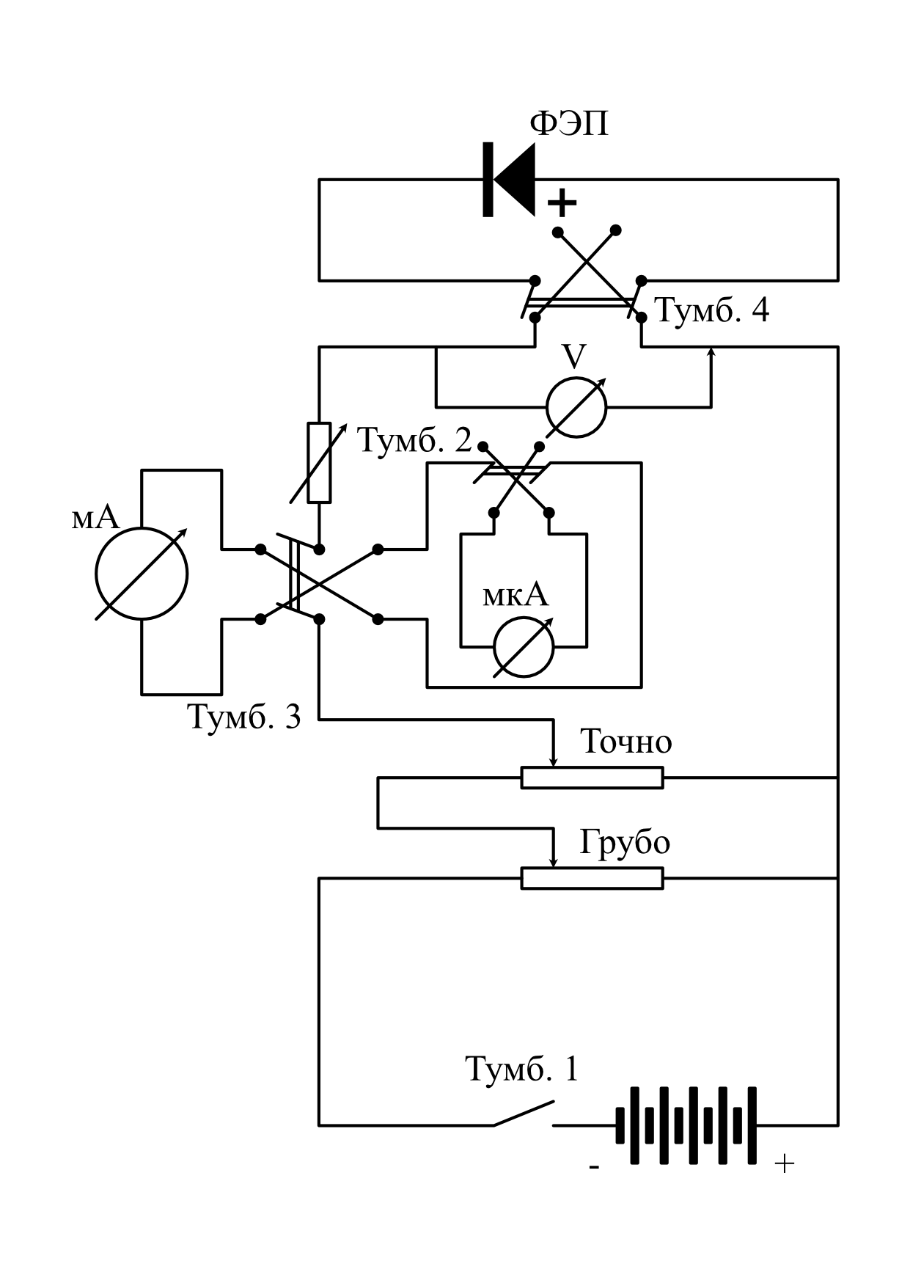 ФЭП
+
Тумб. 4
V
Тумб. 2
мА
мкА
Тумб. 3
Точно
Грубо
Тумб. 1
- +